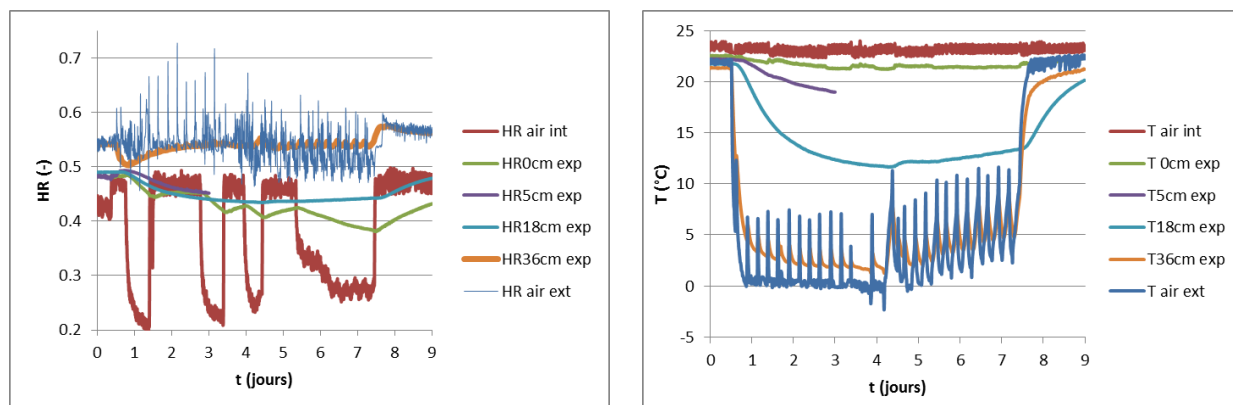 0.7
0.6
0.5
0.4
0.3
0.2
HR (-)
0 1 2 3 4 5 6 7 8 9
t (jours)
HR air int
HR0cm exp
HR5cm exp
HR18cm exp
HR36cm exp
HR air ext
25
20
15
10
5
0
-5
T (°C)
0 1 2 3 4 5 6 7 8 9
t (jours)
T air int
T 0cm exp
T5cm exp
T18cm exp
T36cm exp
T air ext